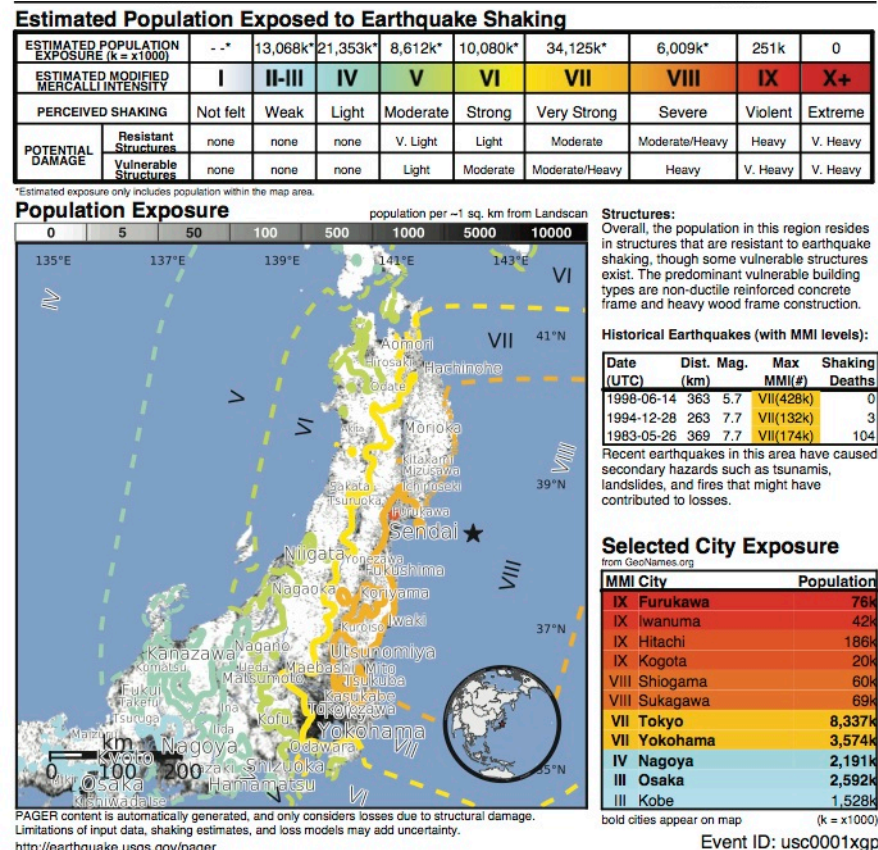 Estimated Population Exposed to Earthquake Shaking
ESTIMATED POPULATION EXPOSURE (k = x1000) - -* 13,068k* 21,353k* 8,612k* 10,080k* 34,125k* 6,009k* 251k 0
ESTIMATED MODIFIED MERCALLI INTENSITY I II-III IV V VI VII VIII IX X+
PERCEIVED SHAKING Not felt Weak Light Moderate Strong Very Strong Severe Violent Extreme
POTENTIAL DAMAGE
Resistant Structures none none none V. Light Light Moderate Moderate/Heavy Heavy V. Heavy
Vulnerable Structures none none none Light Moderate Moderate/Heavy Heavy V. Heavy V. Heavy
*Estimated exposure only includes population within the map area.
Population Exposure
population per ~1 sq. km from Landscan
0 5 50 100 500 1000 5000 10000
135°E 137°E 139°E 141°E 143°E
IV
VI
VII
41°N
Aomori
Hirosaki
Hachinohe
Odate
V
VI
Akita
Morioka
VIII
Kitakami
Mizusawa
39°N
Sakata
Ichinoseki
Tsuruoka
Furukawa
Sendai
Niigata
Yonezawa
Fukushima
VIII
Nagaoka
Koriyama
Iwaki
37°N
Kuroiso
Kanazawa
Nagano
Utsunomiya
Komatsu
Ueda
Maebashi
Mito
Matsumoto
Tsukuba
Fukui
Kasukabe
Takefu
Ina
Tokorozawa
Tsuruga
Kofu
Tokyo
Iida
Yokohama
km
Nagoya
Odawara
VII
Kyoto
0 100 200
Shizuoka
35°N
Osaka
Hamamatsu
Kishiwada
Ise
V
VI
PAGER content is automatically generated, and only considers losses due to structural damage.
Limitations of input data, shaking estimates, and loss models may add uncertainty.
http://earthquake.usgs.gov/pager
Structures:
Overall, the population in this region resides
in structures that are resistant to earthquake
shaking, though some vulnerable structures
exist. The predominant vulnerable building
types are non-ductile reinforced concrete
frame and heavy wood frame construction.
Historical Earthquakes (with MMI levels):
Date (UTC) Dist. (km) Mag. Max MMI(#) Shaking Deaths
1998-06-14 363 5.7 VII(428k) 0
1994-12-28 263 7.7 VII(132k) 3
1983-05-26 369 7.7 VII(174k) 104
Recent earthquakes in this area have caused
secondary hazards such as tsunamis,
landslides, and fires that might have
contributed to losses.
Selected City Exposure
from GeoNames.org
MMI City Population
IX Furukawa 76k
IX Iwanuma 42k
IX Hitachi 186k
IX Kogota 20k
VIII Shiogama 60k
VIII Sukagawa 69k
VII Tokyo 8,337k
VII Yokohama 3,574k
IV Nagoya 2,191k
III Osaka 2,592k
III Kobe 1,528k
bold cities appear on map (k = x1000)
Event ID: usc0001xgp